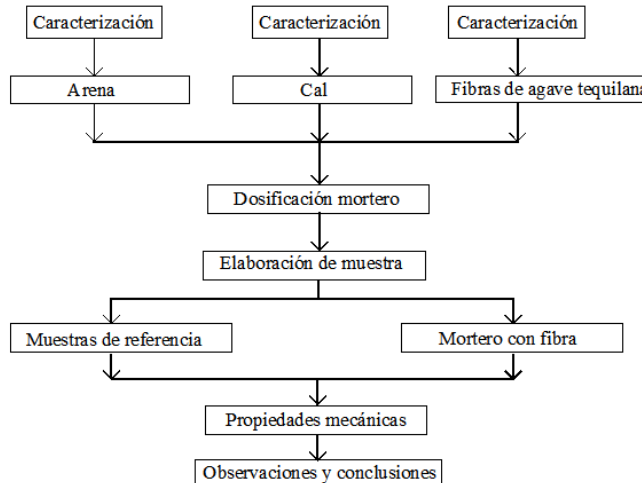 Caracterización
Caracterización
Caracterización
Arena
Cal
Fibras de agave tequilana
Dosificación mortero
Elaboración de muestra
Muestras de referencia
Mortero con fibra
Propiedades mecánicas
Observaciones y conclusiones